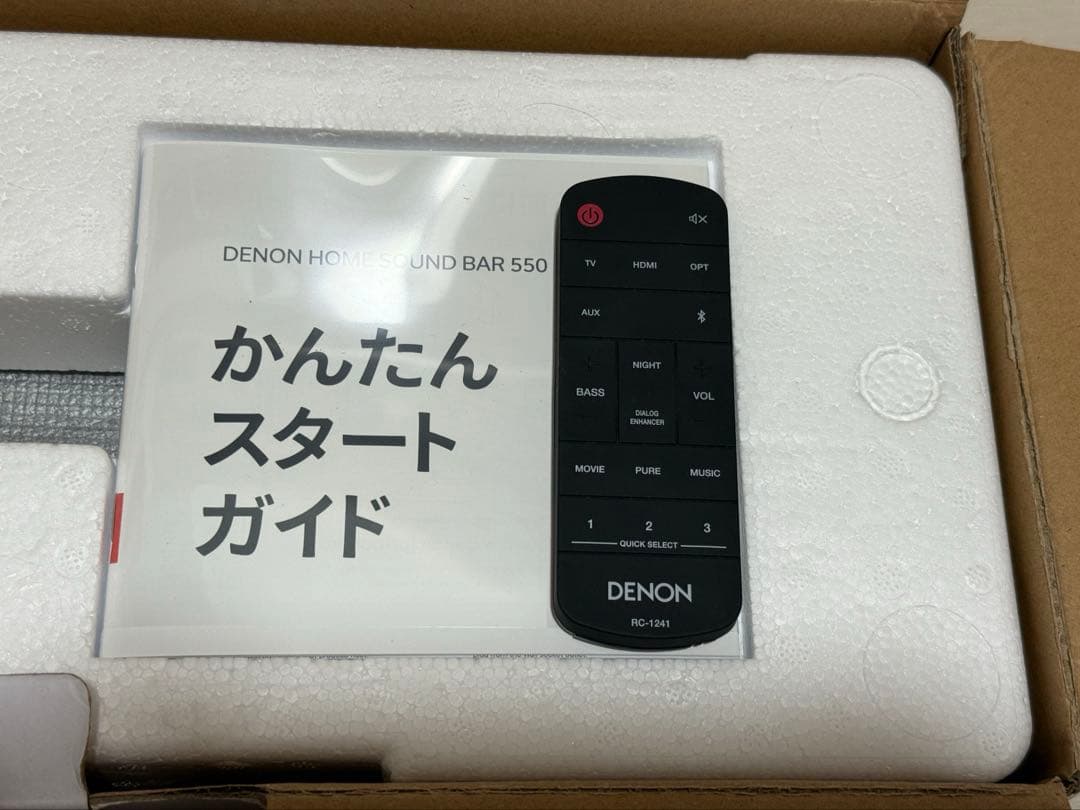 DENON HOME SOUND BAR 550
かんたん
スタート
ガイド
TV HDMI OPT
AUX
NIGHT
BASS VOL
DIALOG
ENHANCER
MOVIE PURE MUSIC
1 2 3
QUICK SELECT
DENON
RC-1241